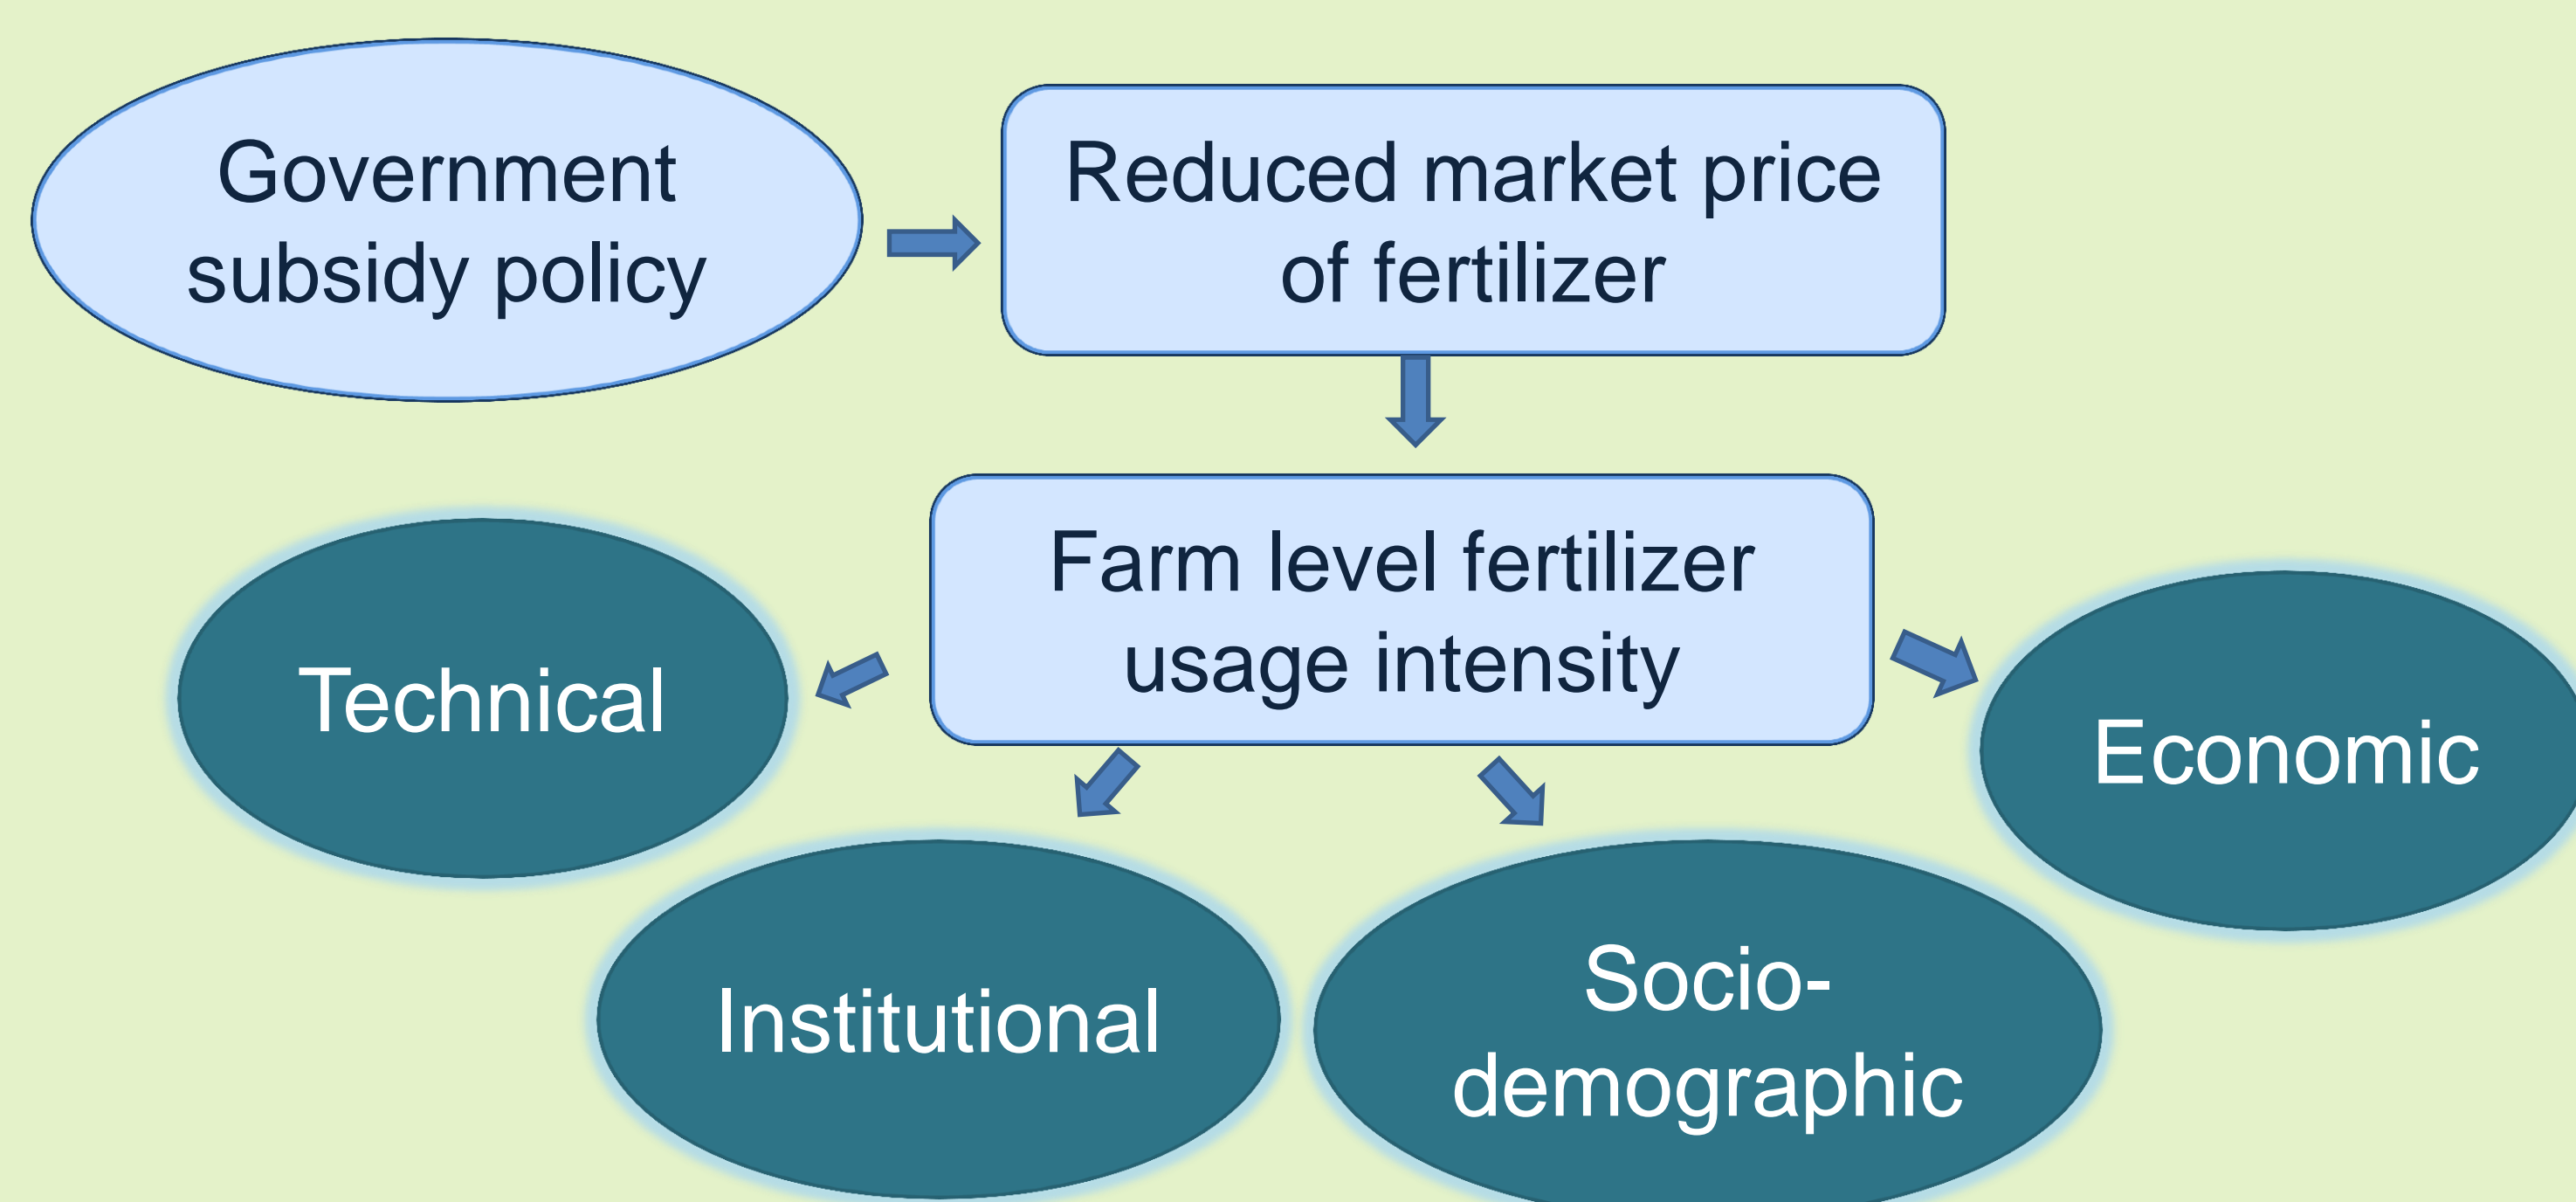 Government
subsidy policy
Reduced market price
of fertilizer
Farm level fertilizer
usage intensity
Technical
Economic
Institutional
Socio-
demographic